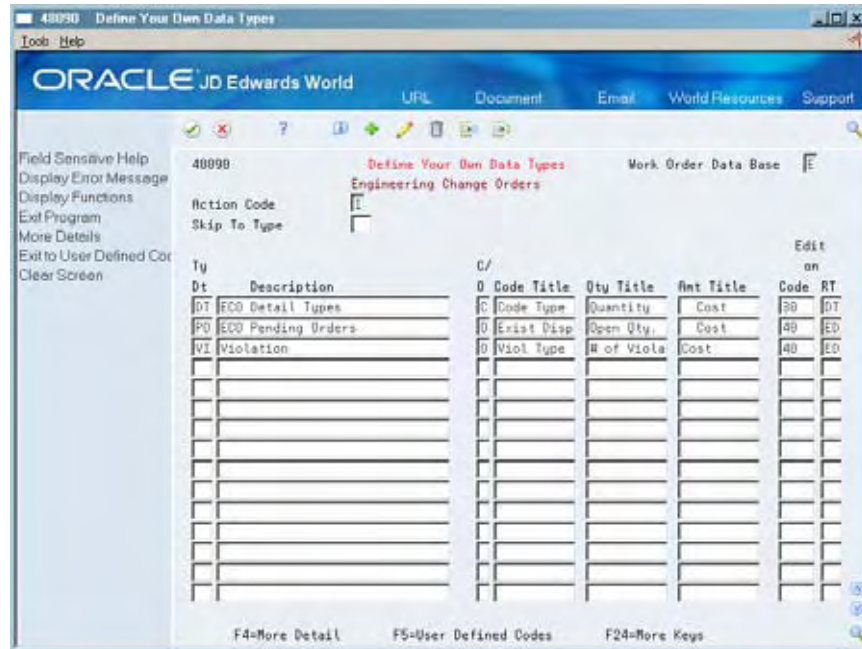 48090 Define Your Own Data Types
Tools Help
ORACLE JD Edwards World
URL Document Email World Resources Support
Field Sensitive Help
Display Error Message
Display Functions
Exit Program
More Details
Exit to User Defined Cod
Clear Screen
48090 Define Your Own Data Types Work Order Data Base E
Engineering Change Orders
Action Code I
Skip To Type
Edit
Ty C/ on
Dt Description O Code Title Qty Title Amt Title Code RT
DT ECO Detail Types C Code Type Quantity Cost 30 DT
PO ECO Pending Orders O Exist Disp Open Qty. Cost 40 ED
VI Violation O Viol Type # of Viola Cost 40 ED
F4=More Detail F5=User Defined Codes F24=More Keys